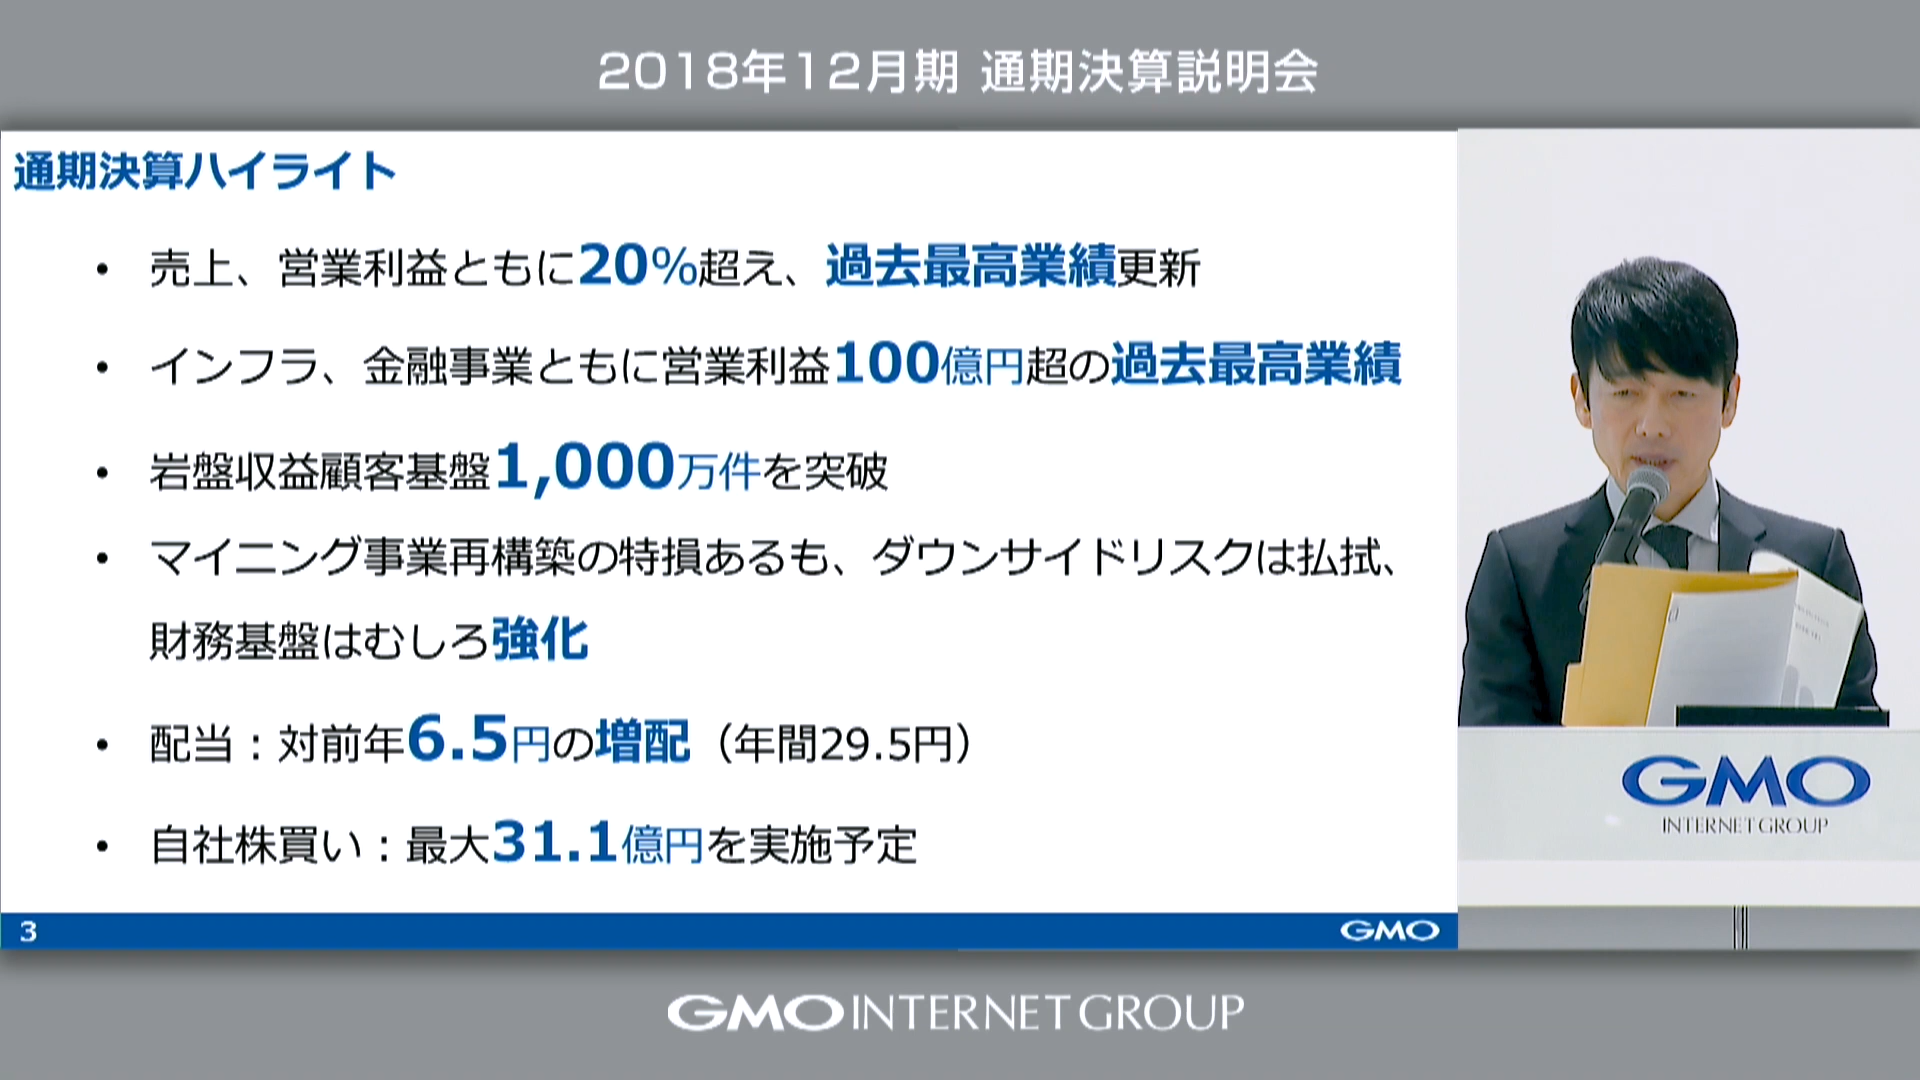 2018年12月期 通期決算説明会
通期決算ハイライト
• 売上、営業利益ともに20%超え、過去最高業績更新
• インフラ、金融事業ともに営業利益100億円超の過去最高業績
• 岩盤収益顧客基盤1,000万件を突破
• マイニング事業再構築の特損あるも、ダウンサイドリスクは払拭、
財務基盤はむしろ強化
• 配当：対前年6.5円の増配（年間29.5円）
• 自社株買い：最大31.1億円を実施予定
3
GMO
GMO
INTERNET GROUP
GMO INTERNET GROUP